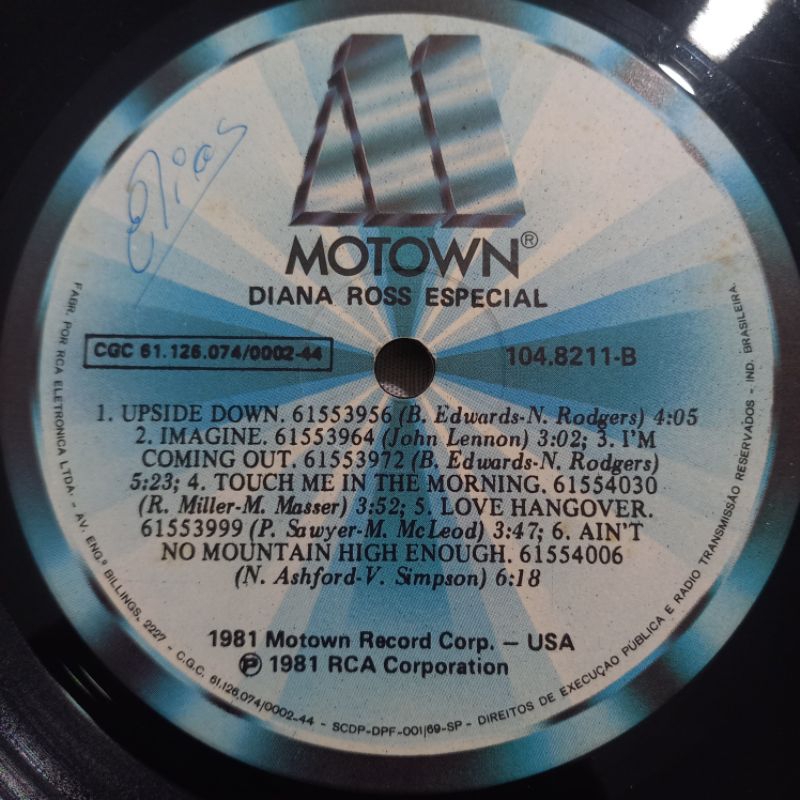 Elias
MOTOWN®
DIANA ROSS ESPECIAL
CGC 61.126.074/0002-44
104.8211-B
1. UPSIDE DOWN. 61553956 (B. Edwards-N. Rodgers) 4:05
2. IMAGINE. 61553964 (John Lennon) 3:02; 3. I'M
COMING OUT. 61553972 (B. Edwards-N. Rodgers)
5:23; 4. TOUCH ME IN THE MORNING. 61554030
(R. Miller-M. Masser) 3:52; 5. LOVE HANGOVER.
61553999 (P. Sawyer-M. McLeod) 3:47; 6. AIN'T
NO MOUNTAIN HIGH ENOUGH. 61554006
(N. Ashford-V. Simpson) 6:18
1981 Motown Record Corp. – USA
℗ 1981 RCA Corporation
FABR. POR RCA ELETRÔNICA LTDA. - AV. ENG.º BILLINGS, 2227 - C.G.C. 61.126.074/0002-44 - SCDP-DPF-001/69-SP - DIREITOS DE EXECUÇÃO PÚBLICA E RADIO TRANSMISSÃO RESERVADOS - IND. BRASILEIRA.